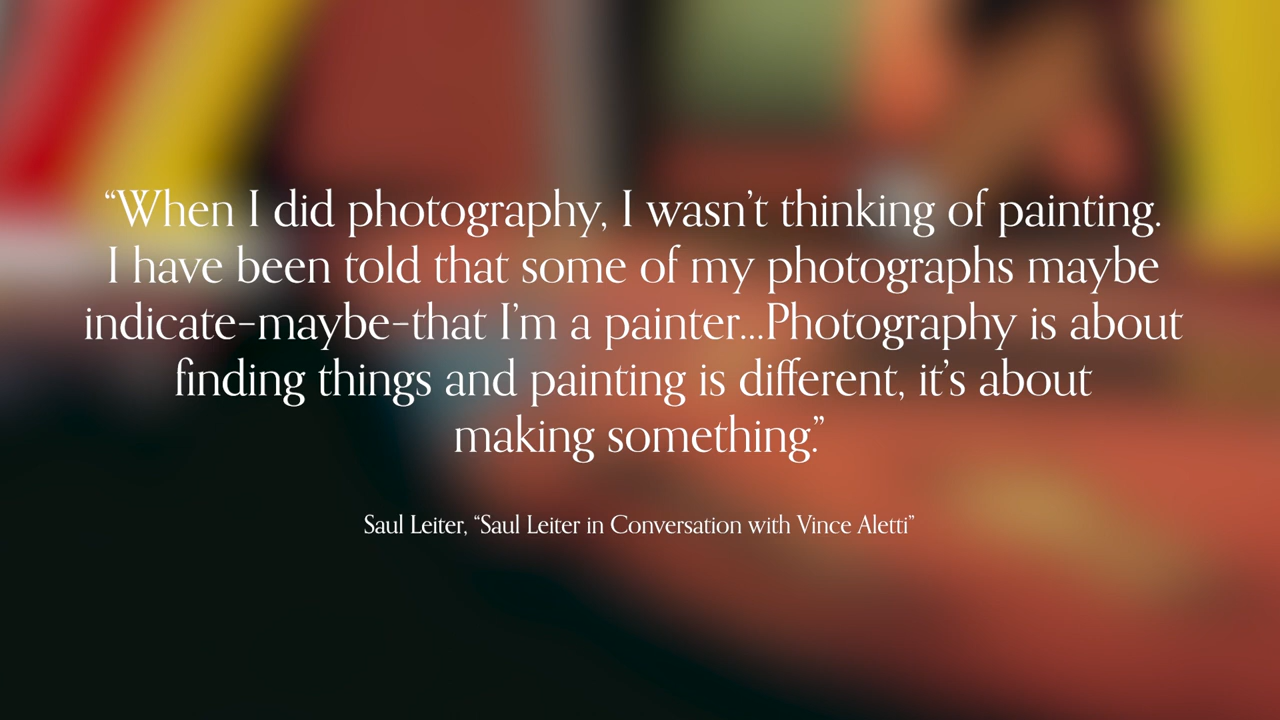 “When I did photography, I wasn’t thinking of painting.
I have been told that some of my photographs maybe
indicate–maybe–that I’m a painter...Photography is about
finding things and painting is different, it’s about
making something.”
Saul Leiter, “Saul Leiter in Conversation with Vince Aletti”